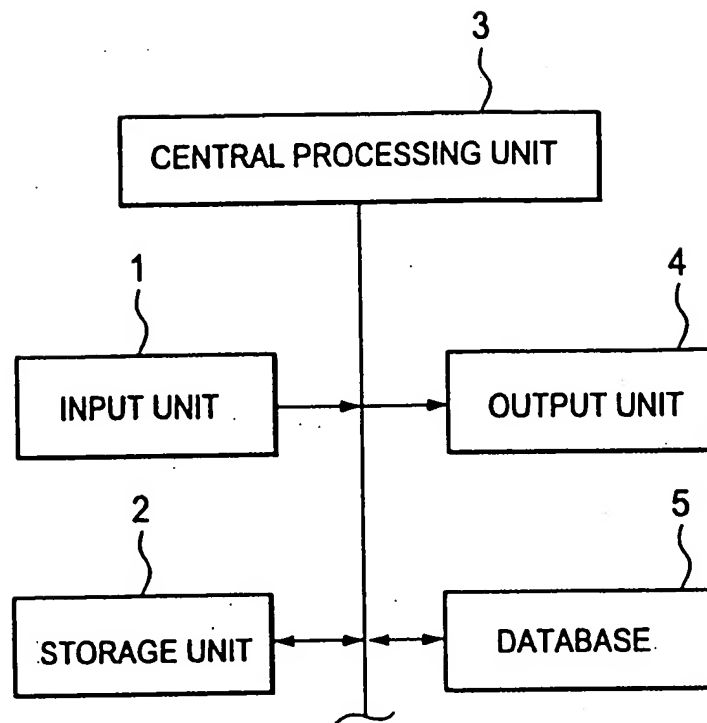 3
CENTRAL PROCESSING UNIT
1
4
INPUT UNIT
OUTPUT UNIT
2
5
STORAGE UNIT
DATABASE